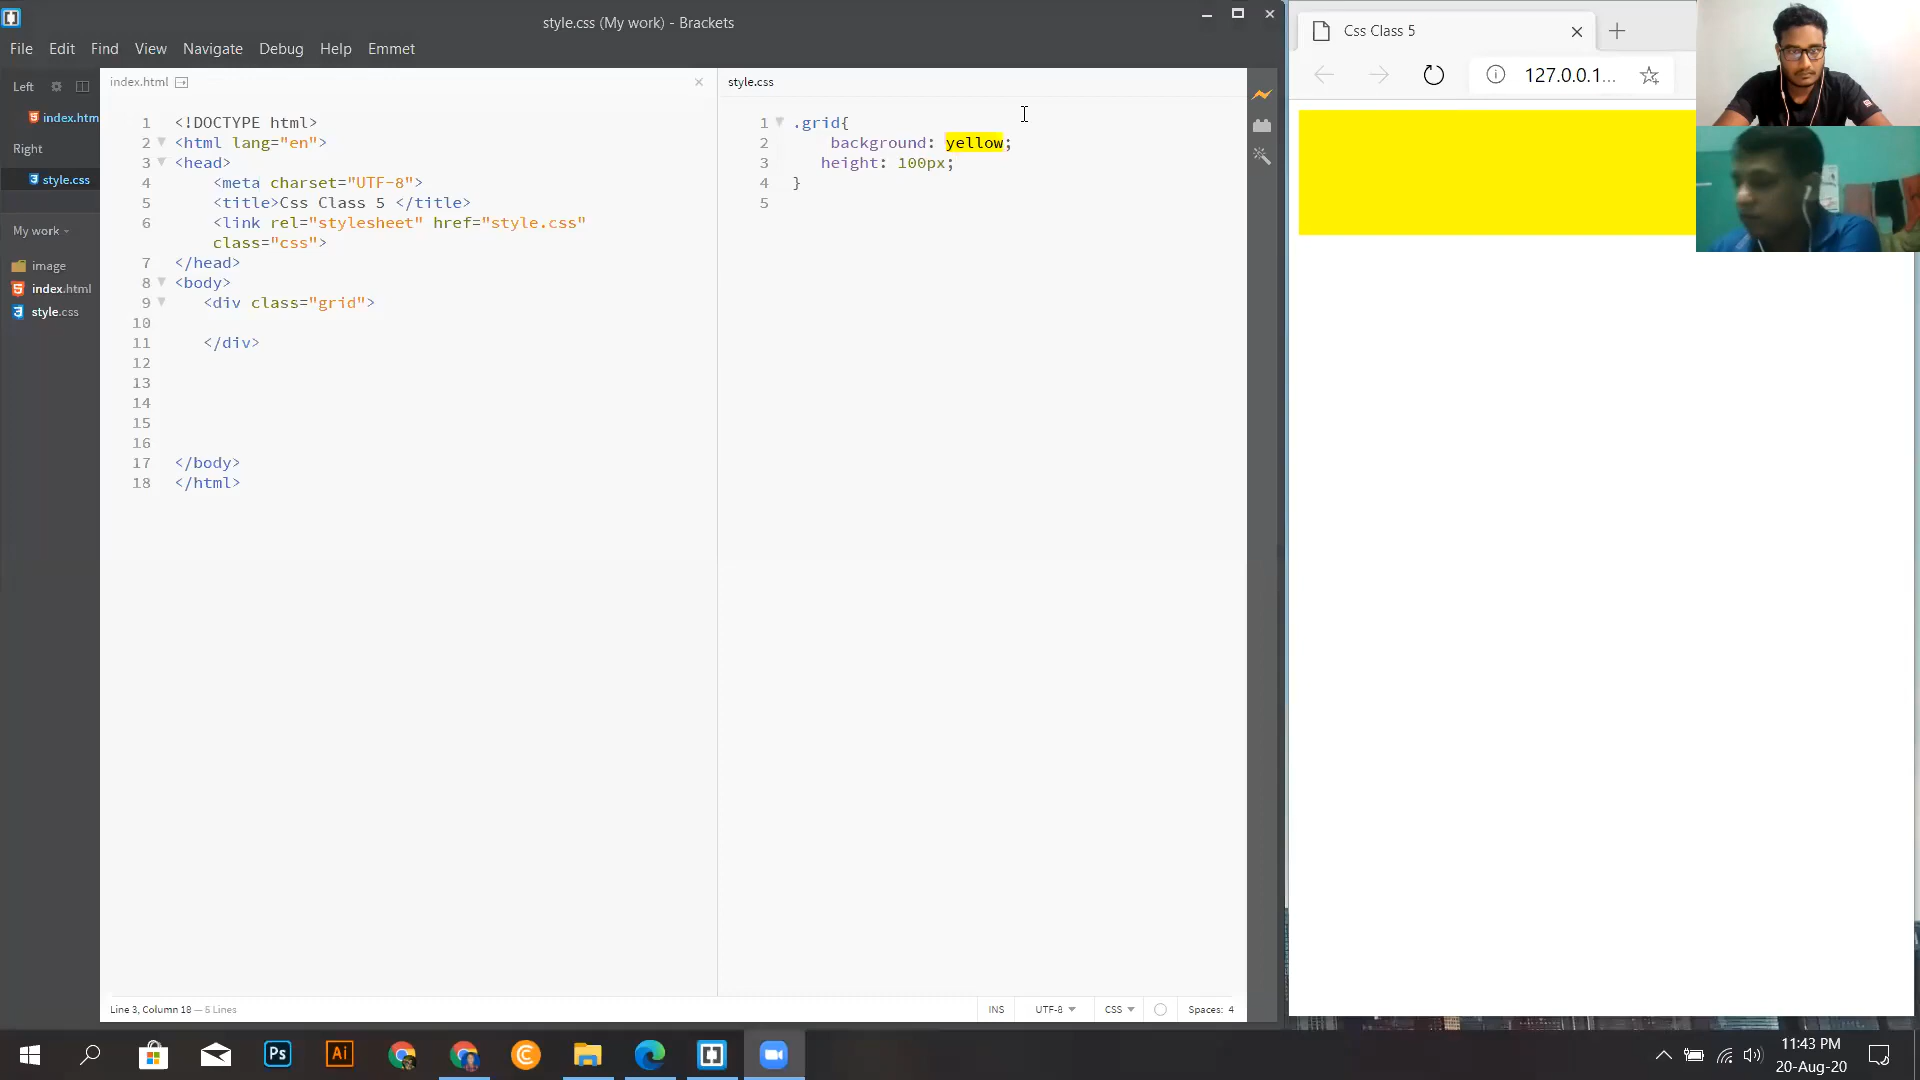 style.css (My work) - Brackets
File Edit Find View Navigate Debug Help Emmet
Left
index.htm
Right
style.css
My work
image
index.html
style.css
index.html
1 <!DOCTYPE html>
2 <html lang="en">
3 <head>
4 <meta charset="UTF-8">
5 <title>Css Class 5 </title>
6 <link rel="stylesheet" href="style.css"
class="css">
7 </head>
8 <body>
9 <div class="grid">
10
11 </div>
12
13
14
15
16
17 </body>
18 </html>
style.css
1 .grid{
2 background: yellow;
3 height: 100px;
4 }
5
Line 3, Column 18 — 5 Lines
INS UTF-8 CSS Spaces: 4
Css Class 5
127.0.0.1...
Ps
Ai
11:43 PM
20-Aug-20